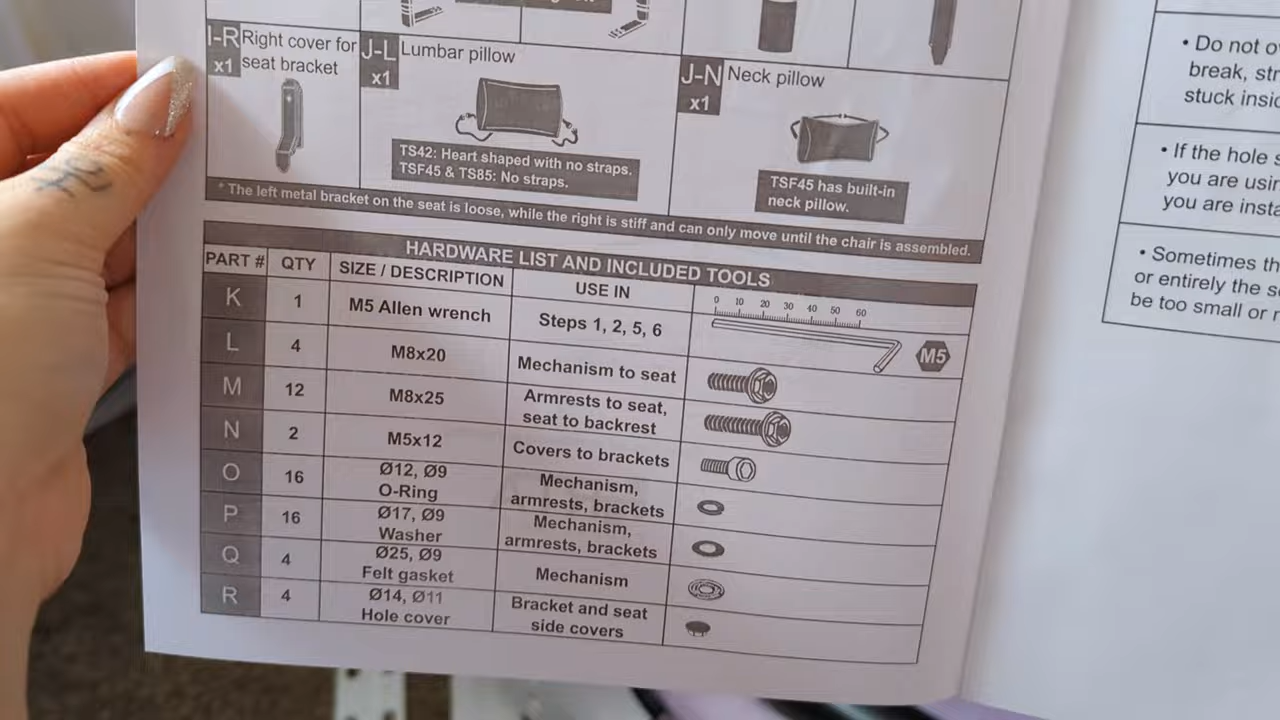 I-R Right cover for
x1 seat bracket
J-L Lumbar pillow
x1
J-N Neck pillow
x1
TS42: Heart shaped with no straps.
TSF45 & TS85: No straps.
TSF45 has built-in
neck pillow.
* The left metal bracket on the seat is loose, while the right is stiff and can only move until the chair is assembled.
HARDWARE LIST AND INCLUDED TOOLS
PART # QTY SIZE / DESCRIPTION USE IN
K 1 M5 Allen wrench Steps 1, 2, 5, 6
0 10 20 30 40 50 60
M5
L 4 M8x20 Mechanism to seat
M 12 M8x25 Armrests to seat,
seat to backrest
N 2 M5x12 Covers to brackets
O 16 Ø12, Ø9 Mechanism,
O-Ring armrests, brackets
P 16 Ø17, Ø9 Mechanism,
Washer armrests, brackets
Q 4 Ø25, Ø9 Mechanism
Felt gasket
R 4 Ø14, Ø11 Bracket and seat
Hole cover side covers
• Do not
break,
stuck
• If the hole
you are
you are
• Sometimes
or entirely the
be too small or